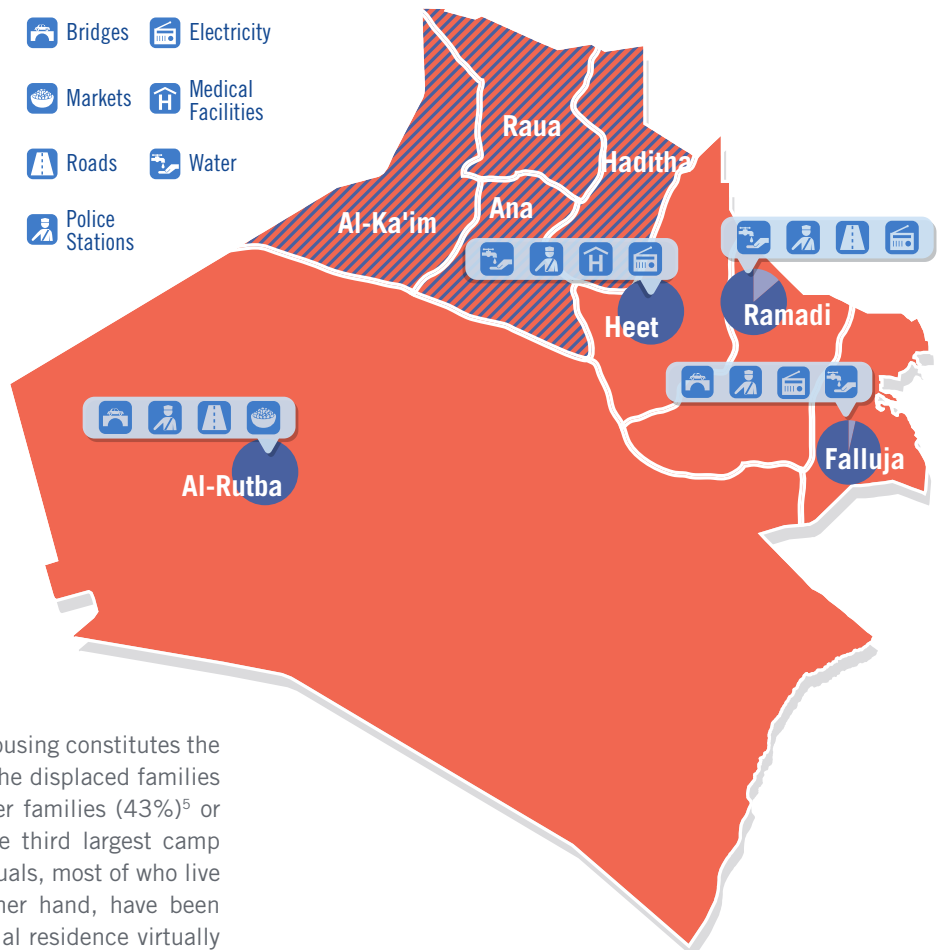 Bridges
Electricity
Markets
Medical
Facilities
Roads
Water
Police
Stations
Raua
Haditha
Ana
Al-Ka'im
Heet
Ramadi
Falluja
Al-Rutba
ousing constitutes the
he displaced families
er families (43%)⁵ or
e third largest camp
uals, most of who live
her hand, have been
al residence virtually